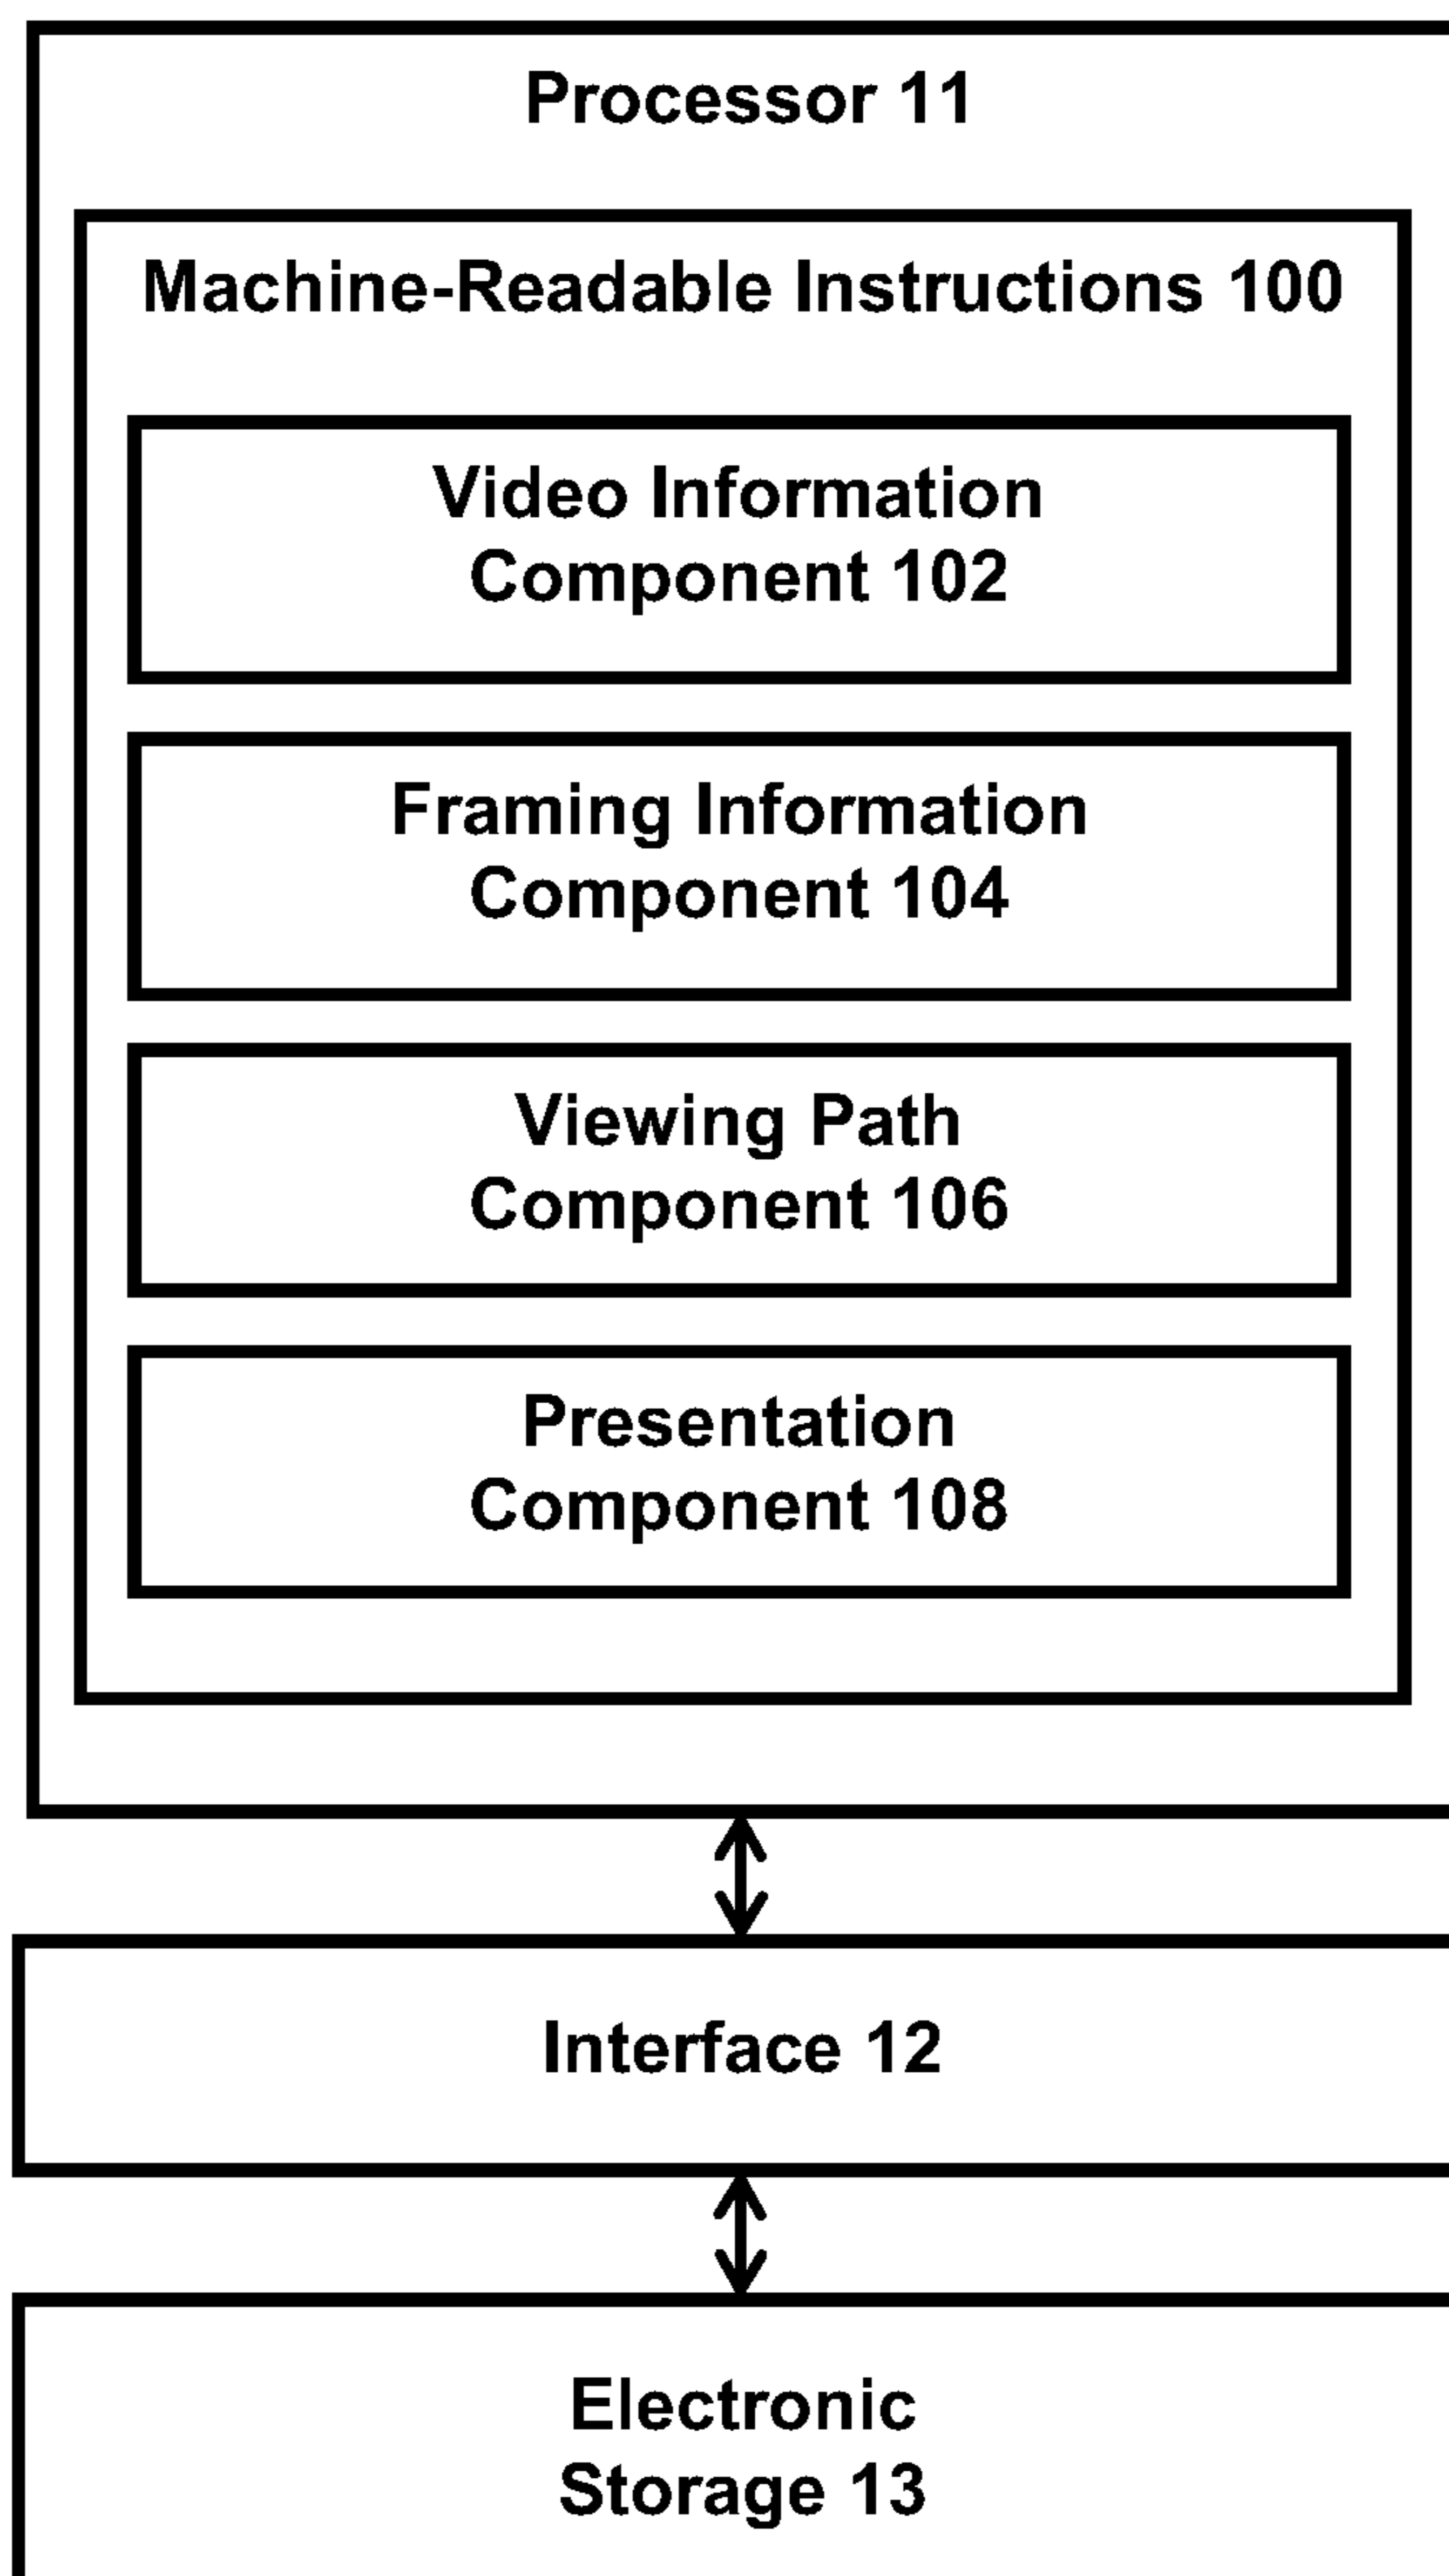 Processor 11
Machine-Readable Instructions 100
Video Information
Component 102
Framing Information
Component 104
Viewing Path
Component 106
Presentation
Component 108
Interface 12
Electronic
Storage 13